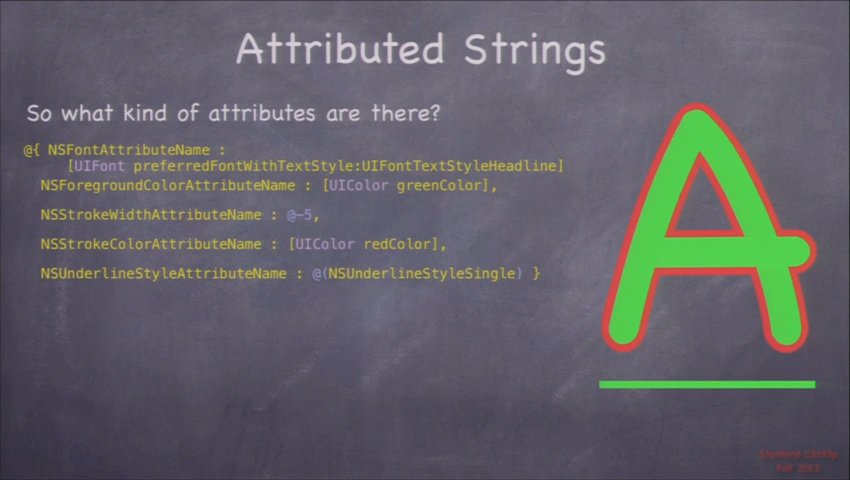 Attributed Strings
So what kind of attributes are there?
@{ NSFontAttributeName :
[UIFont preferredFontWithTextStyle:UIFontTextStyleHeadline]
NSForegroundColorAttributeName : [UIColor greenColor],
NSStrokeWidthAttributeName : @-5,
NSStrokeColorAttributeName : [UIColor redColor],
NSUnderlineStyleAttributeName : @(NSUnderlineStyleSingle) }
A
Stanford CS193p
Fall 2013